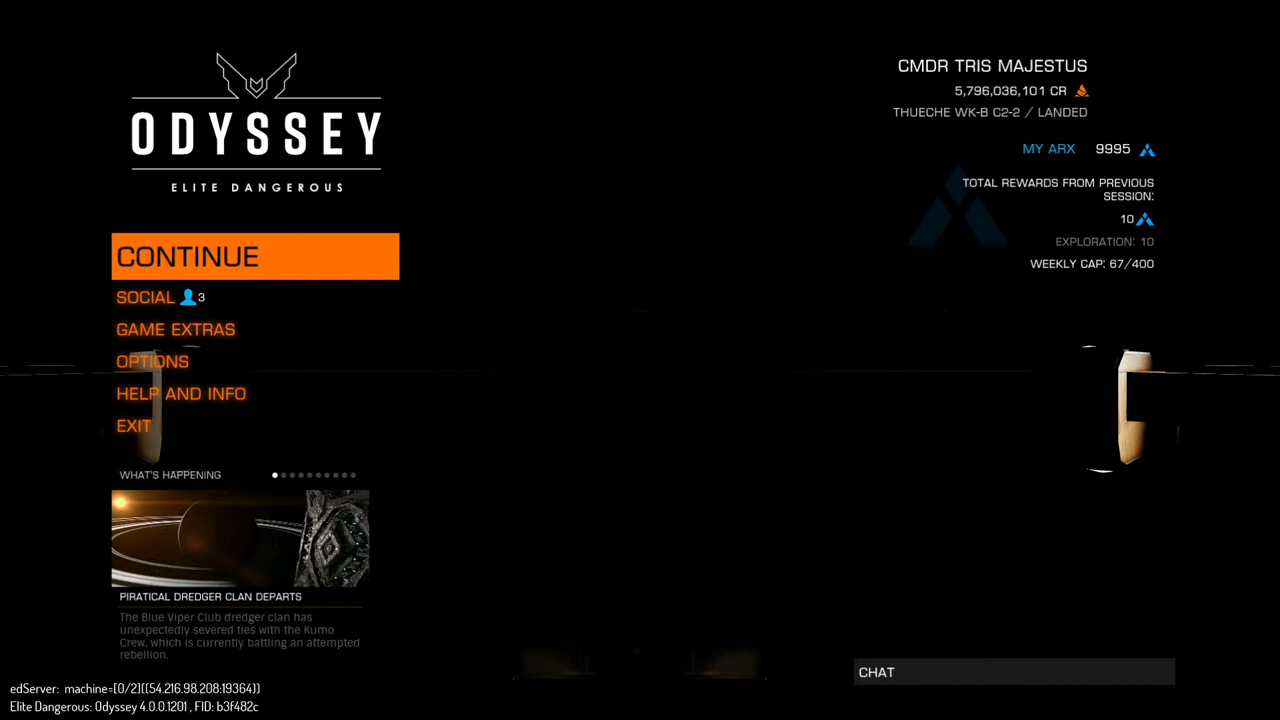 ODYSSEY
ELITE DANGEROUS
CONTINUE
SOCIAL 3
GAME EXTRAS
OPTIONS
HELP AND INFO
EXIT
WHAT'S HAPPENING
PIRATICAL DREDGER CLAN DEPARTS
The Blue Viper Club dredger clan has
unexpectedly severed ties with the Kumo
Crew, which is currently battling an attempted
rebellion.
edServer: machine=[0/2]((54.216.98.208:19364))
Elite Dangerous: Odyssey 4.0.0.1201 , FID: b3f482c
CMDR TRIS MAJESTUS
5,796,036,101 CR
THUECHE WK-B C2-2 / LANDED
MY ARX 9995
TOTAL REWARDS FROM PREVIOUS
SESSION:
10
EXPLORATION: 10
WEEKLY CAP: 67/400
CHAT